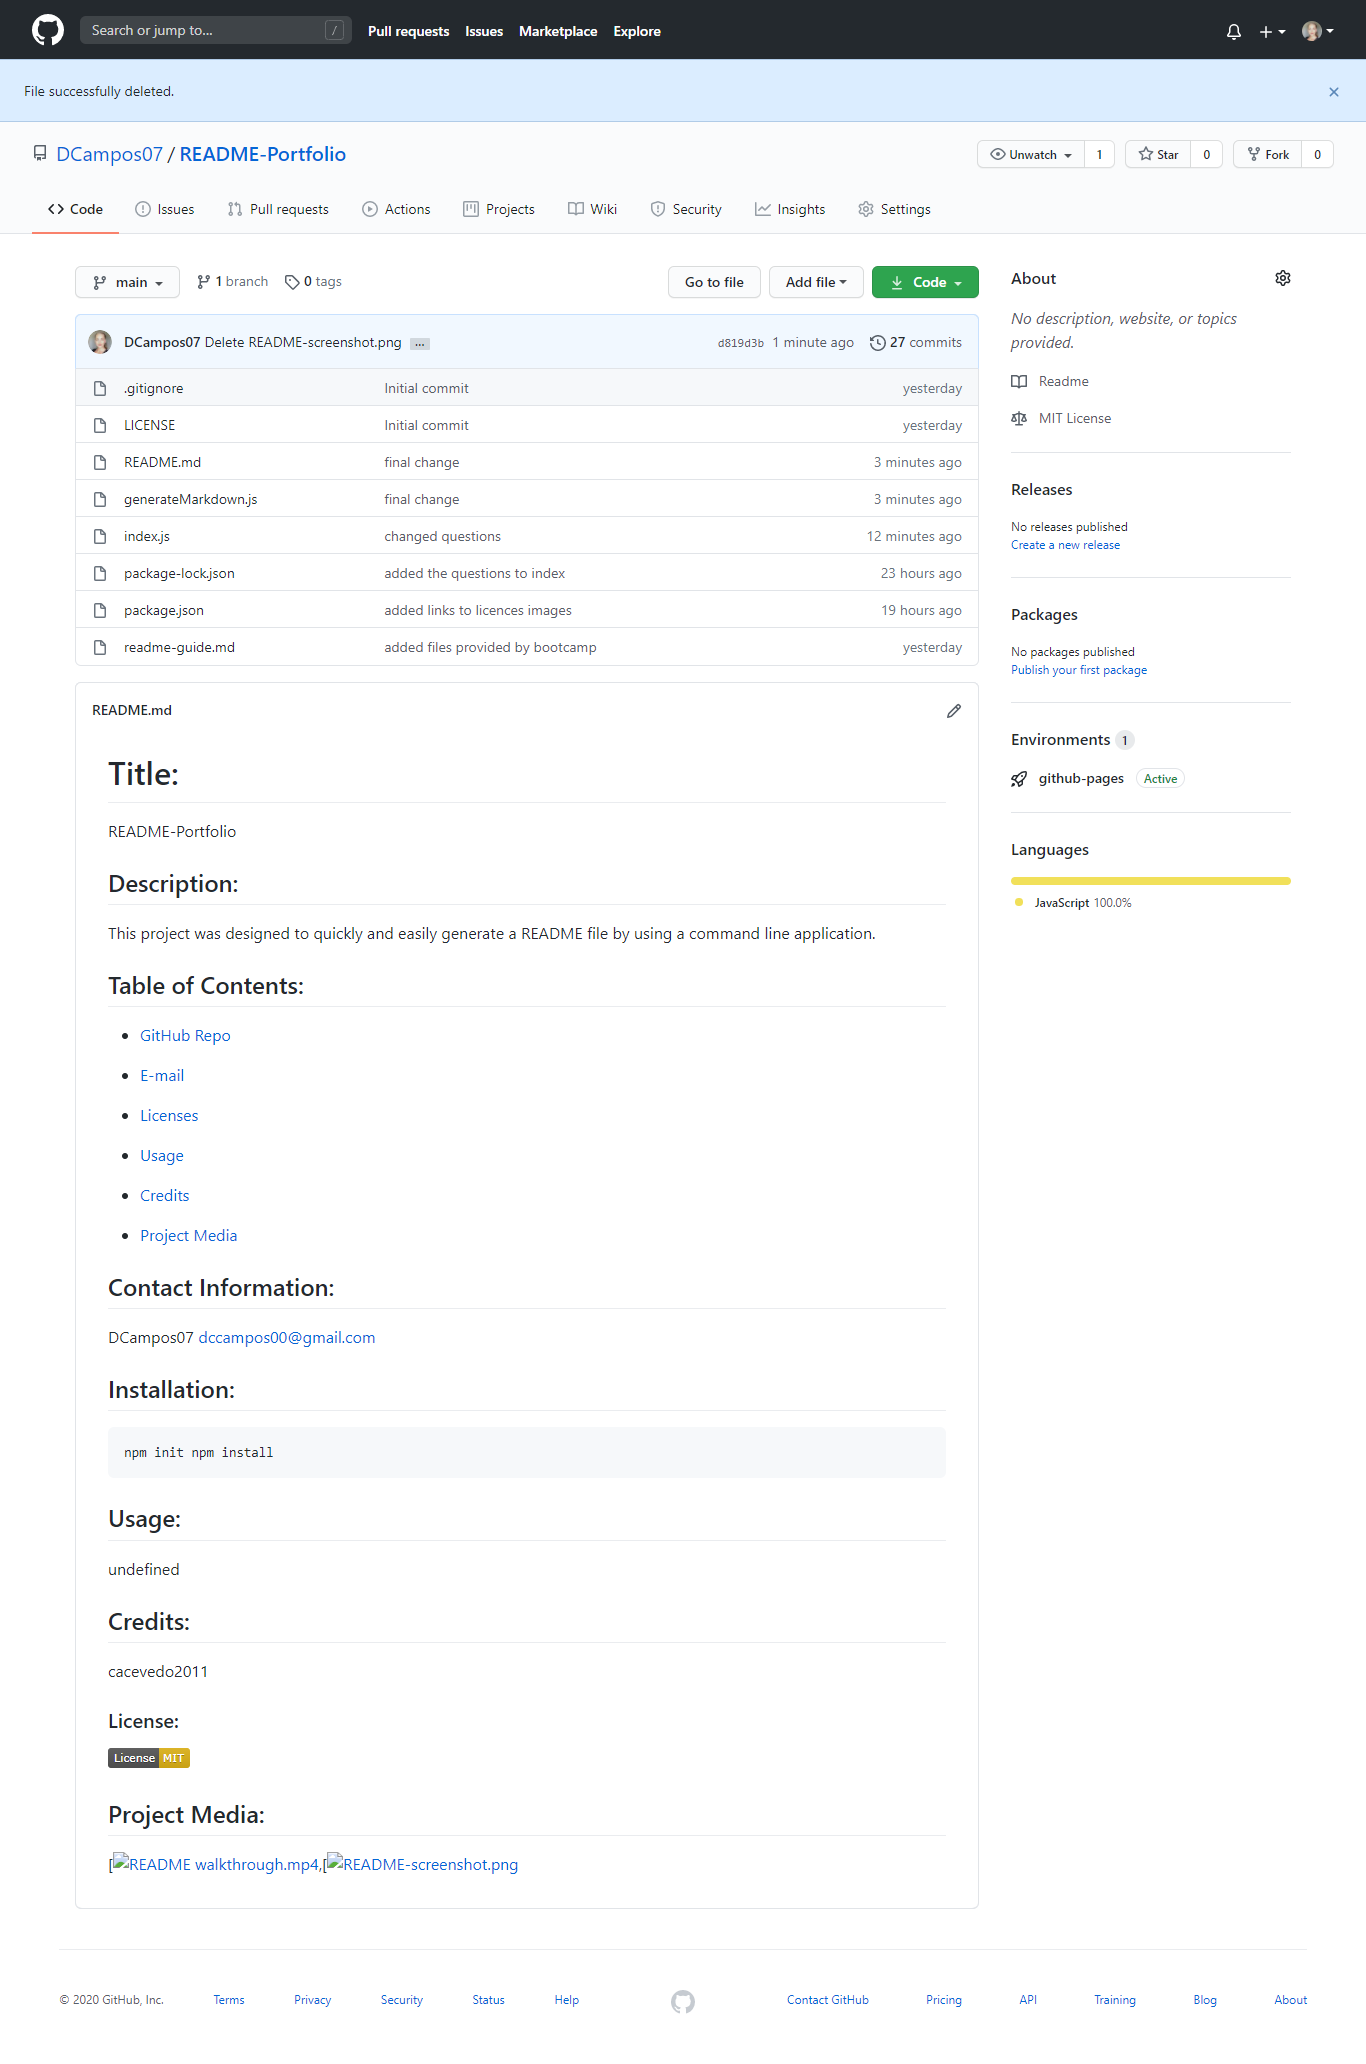 Search or jump to... /
Pull requests Issues Marketplace Explore
File successfully deleted.
DCampos07 / README-Portfolio
Unwatch 1 Star 0 Fork 0
Code Issues Pull requests Actions Projects Wiki Security Insights Settings
main 1 branch 0 tags Go to file Add file Code
DCampos07 Delete README-screenshot.png ... d819d3b 1 minute ago 27 commits
.gitignore Initial commit yesterday
LICENSE Initial commit yesterday
README.md final change 3 minutes ago
generateMarkdown.js final change 3 minutes ago
index.js changed questions 12 minutes ago
package-lock.json added the questions to index 23 hours ago
package.json added links to licences images 19 hours ago
readme-guide.md added files provided by bootcamp yesterday
About
No description, website, or topics
provided.
Readme
MIT License
Releases
No releases published
Create a new release
Packages
No packages published
Publish your first package
Environments 1
github-pages Active
Languages
JavaScript 100.0%
README.md
Title:
README-Portfolio
Description:
This project was designed to quickly and easily generate a README file by using a command line application.
Table of Contents:
GitHub Repo
E-mail
Licenses
Usage
Credits
Project Media
Contact Information:
DCampos07 dccampos00@gmail.com
Installation:
npm init npm install
Usage:
undefined
Credits:
cacevedo2011
License:
License MIT
Project Media:
[README walkthrough.mp4,[README-screenshot.png
© 2020 GitHub, Inc. Terms Privacy Security Status Help Contact GitHub Pricing API Training Blog About